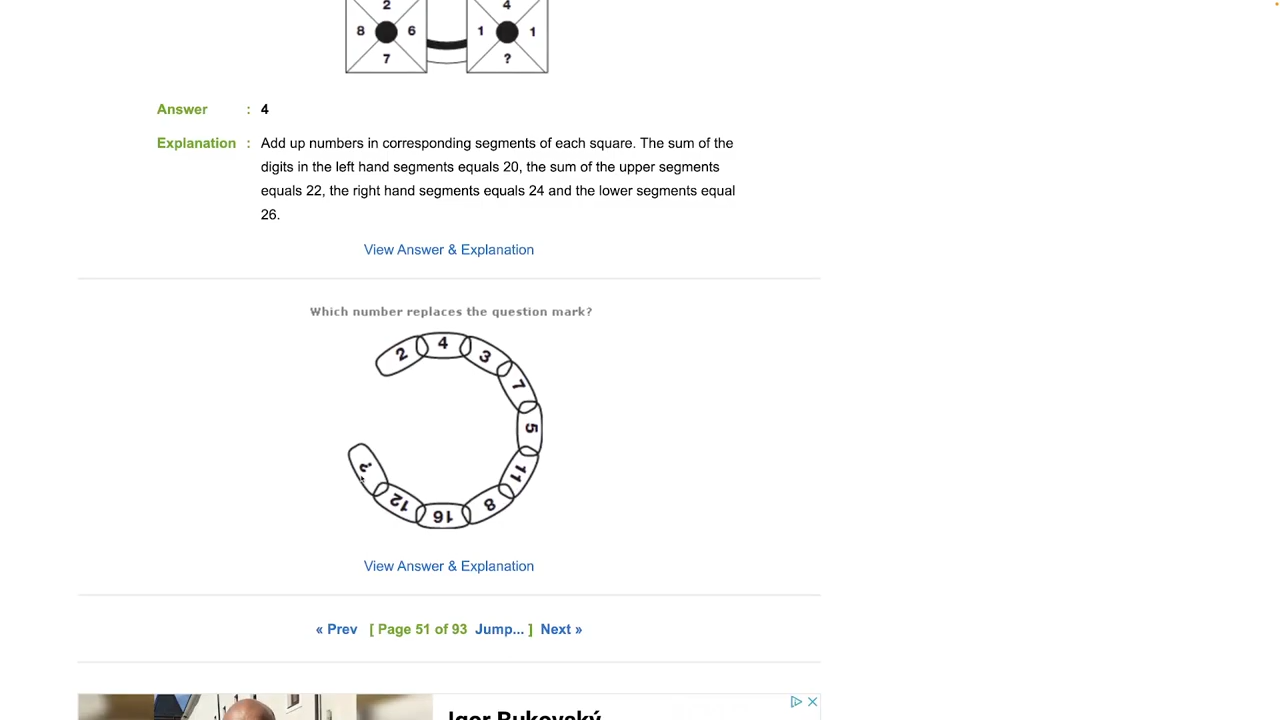 2
4
8 6 1 1
7 ?
Answer : 4
Explanation : Add up numbers in corresponding segments of each square. The sum of the
digits in the left hand segments equals 20, the sum of the upper segments
equals 22, the right hand segments equals 24 and the lower segments equal
26.
View Answer & Explanation
Which number replaces the question mark?
2
4
3
7
5
11
8
16
12
?
View Answer & Explanation
« Prev [ Page 51 of 93 Jump... ] Next »
Igor Rukovský